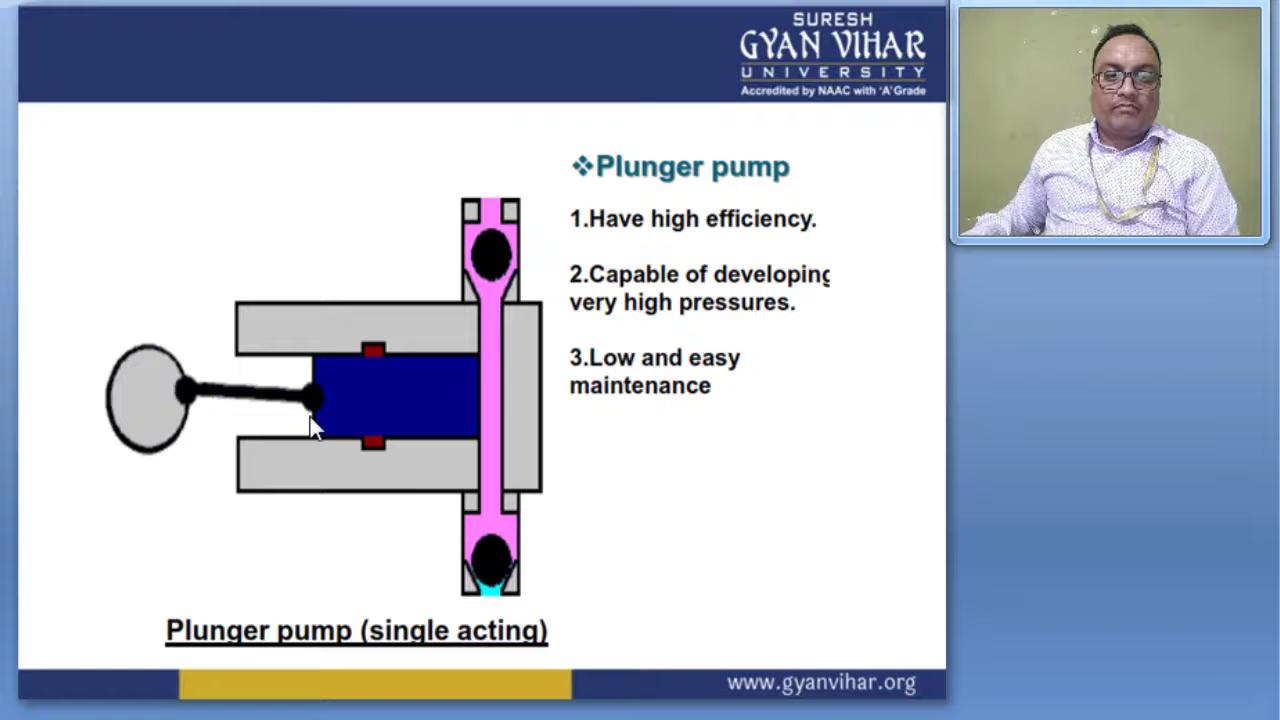 SURESH
GYAN VIHAR
UNIVERSITY
Accredited by NAAC with 'A' Grade
❖Plunger pump
1.Have high efficiency.
2.Capable of developing
very high pressures.
3.Low and easy
maintenance
Plunger pump (single acting)
www.gyanvihar.org